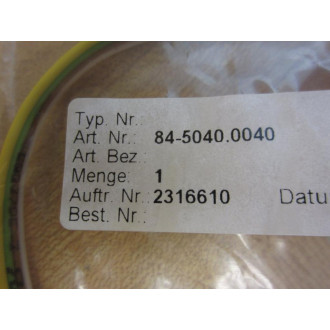 Typ. Nr.:
Art. Nr.: 84-5040.0040
Art. Bez.:
Menge: 1
Auftr. Nr.: 2316610 Datu
Best. Nr.: